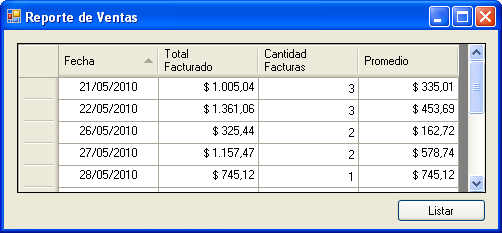 Reporte de Ventas
Fecha Total Facturado Cantidad Facturas Promedio
21/05/2010 $ 1.005,04 3 $ 335,01
22/05/2010 $ 1.361,06 3 $ 453,69
26/05/2010 $ 325,44 2 $ 162,72
27/05/2010 $ 1.157,47 2 $ 578,74
28/05/2010 $ 745,12 1 $ 745,12
Listar